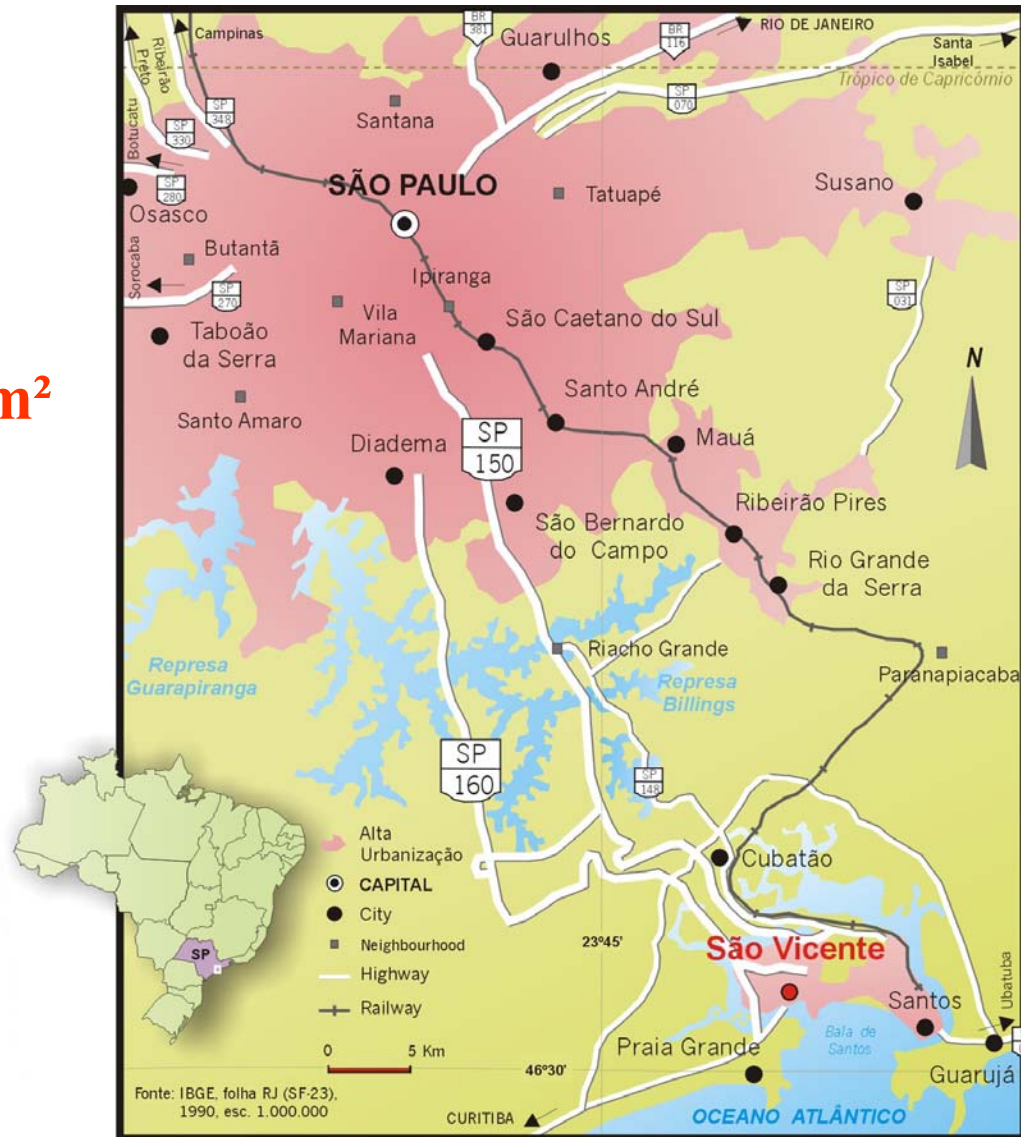 Campinas
BR
381
BR
116
RIO DE JANEIRO
Guarulhos
Santa
Isabel
Trópico de Capricórnio
Ribeirão
Preto
SP
348
SP
330
Santana
SP
070
Botucatu
SP
280
SÃO PAULO
Tatuapé
Susano
Osasco
Butantã
Sorocaba
SP
270
Ipiranga
SP
031
Vila
Mariana
São Caetano do Sul
Taboão
da Serra
N
m²
Santo André
Santo Amaro
Mauá
Diadema
SP
150
Ribeirão Pires
São Bernardo
do Campo
Rio Grande
da Serra
Riacho Grande
Represa
Guarapiranga
Represa
Billings
Paranapiacaba
SP
160
SP
148
Alta
Urbanização
Cubatão
CAPITAL
City
Neighbourhood
Highway
Railway
SP
23º45'
São Vicente
Santos
Ubatuba
Baía de
Santos
0 5 Km
Praia Grande
Guarujá
46º30'
Fonte: IBGE, folha RJ (SF-23),
1990, esc. 1.000.000
CURITIBA
OCEANO ATLÂNTICO